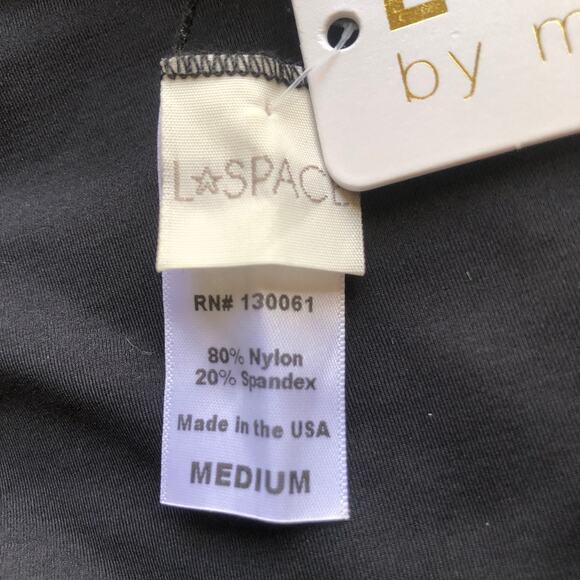 by
L☆SPACE
RN# 130061
80% Nylon
20% Spandex
Made in the USA
MEDIUM